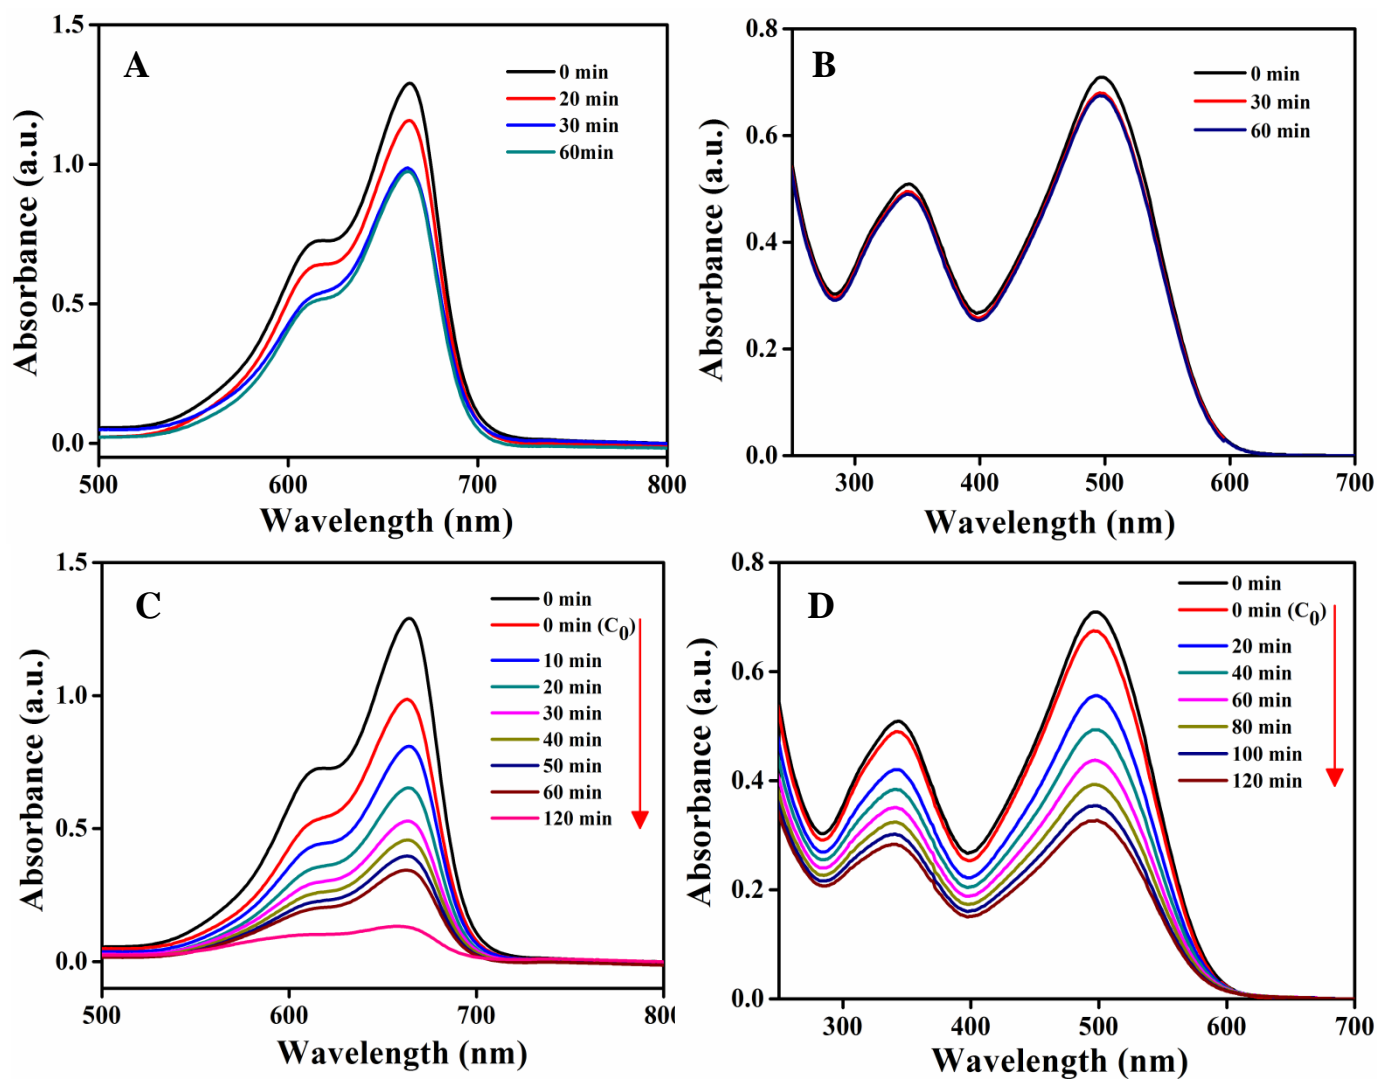 A
0 min
20 min
30 min
60min
1.5
1.0
0.5
0.0
500
600
700
800
Absorbance (a.u.)
Wavelength (nm)
B
0 min
30 min
60 min
0.8
0.6
0.4
0.2
0.0
300
400
500
600
700
Absorbance (a.u.)
Wavelength (nm)
C
0 min
0 min (C0)
10 min
20 min
30 min
40 min
50 min
60 min
120 min
1.5
1.0
0.5
0.0
500
600
700
800
Absorbance (a.u.)
Wavelength (nm)
D
0 min
0 min (C0)
20 min
40 min
60 min
80 min
100 min
120 min
0.8
0.6
0.4
0.2
0.0
300
400
500
600
700
Absorbance (a.u.)
Wavelength (nm)